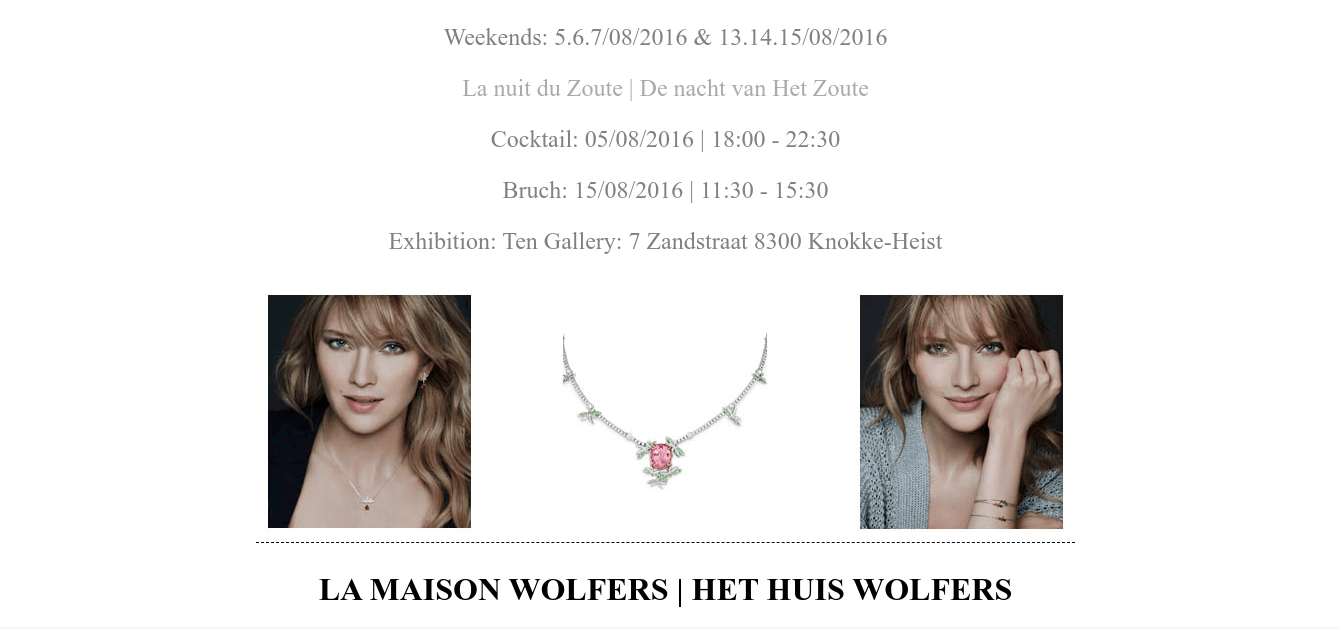 Weekends: 5.6.7/08/2016 & 13.14.15/08/2016
La nuit du Zoute | De nacht van Het Zoute
Cocktail: 05/08/2016 | 18:00 - 22:30
Bruch: 15/08/2016 | 11:30 - 15:30
Exhibition: Ten Gallery: 7 Zandstraat 8300 Knokke-Heist
LA MAISON WOLFERS | HET HUIS WOLFERS